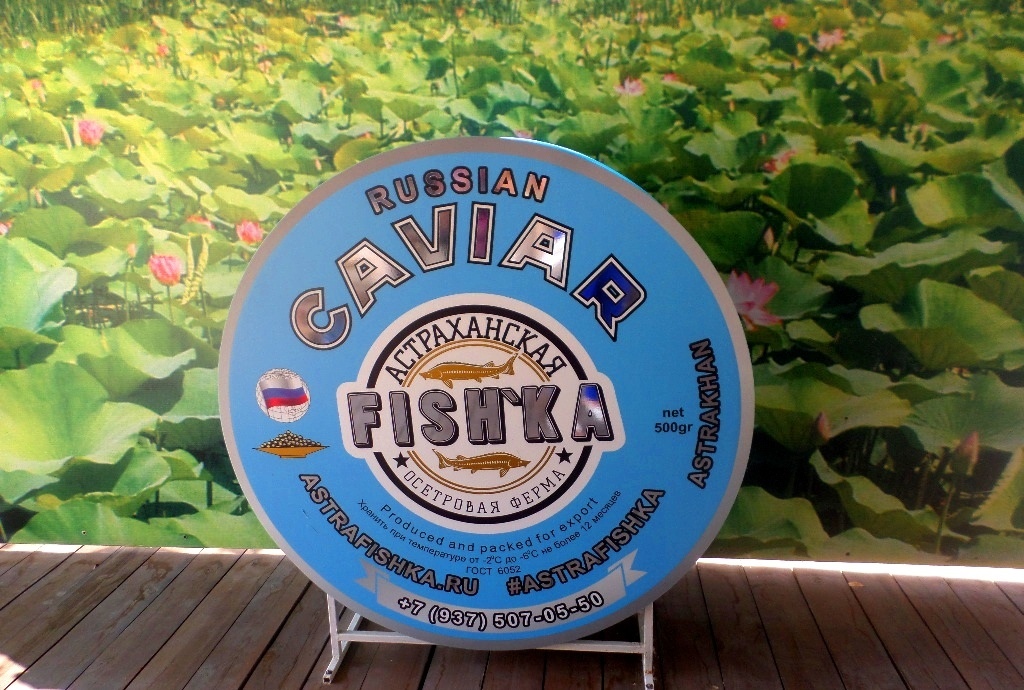 RUSSIAN
CAVIAR
АСТРАХАНСКАЯ
FISH'KA
ОСЕТРОВАЯ ФЕРМА
net
500gr
ASTRAKHAN
Produced and packed for export
Хранить при температуре от -2°C до -6°C не более 12 месяцев
ГОСТ 6052
ASTRAFISHKA.RU #ASTRAFISHKA
+7 (937) 507-05-50